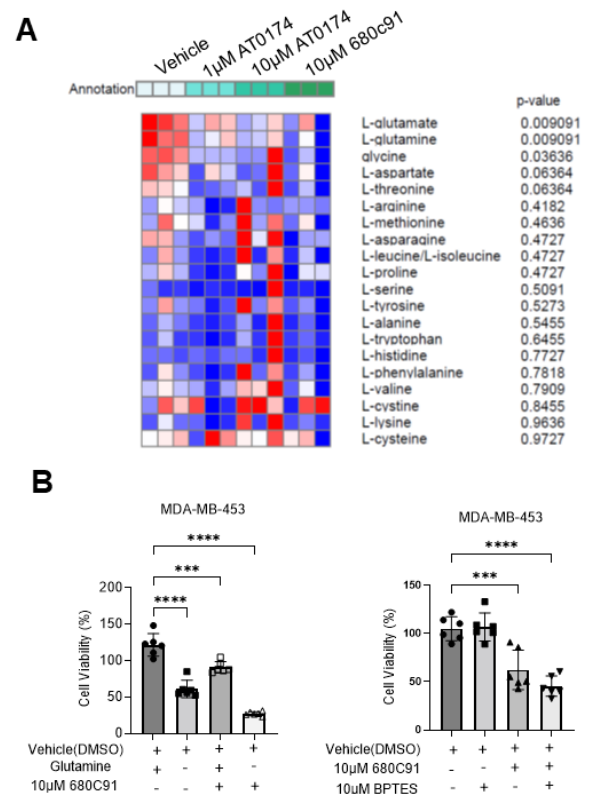 A
Vehicle
1µM AT0174
10µM AT0174
10µM 680c91
Annotation
p-value
L-glutamate 0.009091
L-glutamine 0.009091
glycine 0.03636
L-aspartate 0.06364
L-threonine 0.06364
L-arginine 0.4182
L-methionine 0.4636
L-asparagine 0.4727
L-leucine/L-isoleucine 0.4727
L-proline 0.4727
L-serine 0.5091
L-tyrosine 0.5273
L-alanine 0.5455
L-tryptophan 0.6455
L-histidine 0.7727
L-phenylalanine 0.7818
L-valine 0.7909
L-cystine 0.8455
L-lysine 0.9636
L-cysteine 0.9727
B
MDA-MB-453
****
***
****
200
150
100
50
0
Cell Viability (%)
Vehicle(DMSO) + + + +
Glutamine + - + -
10µM 680C91 - - + +
MDA-MB-453
****
***
150
100
50
0
Cell Viability (%)
Vehicle(DMSO) + + + +
10µM 680C91 - - + +
10µM BPTES - + - +